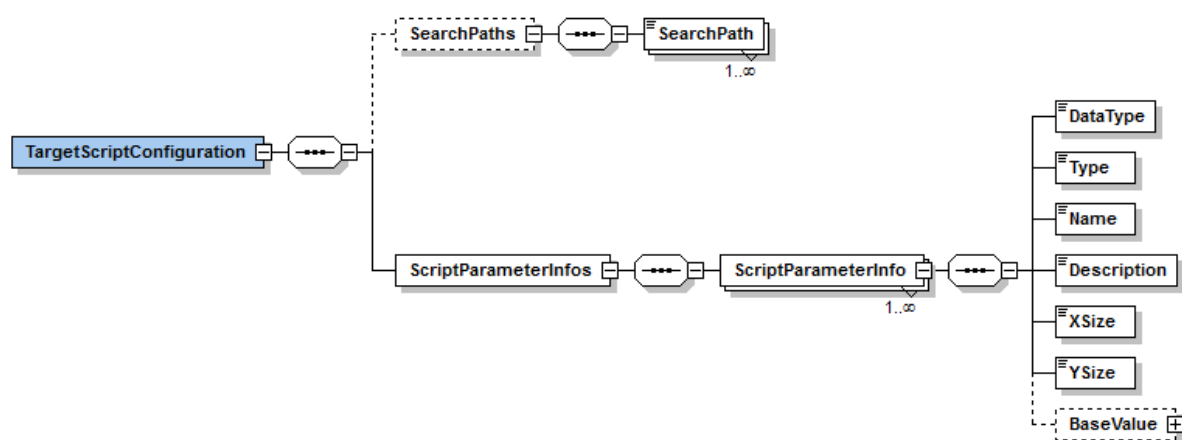 SearchPaths
SearchPath
1..∞
TargetScriptConfiguration
ScriptParameterInfos
ScriptParameterInfo
1..∞
DataType
Type
Name
Description
XSize
YSize
BaseValue